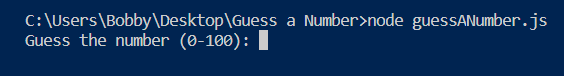 C:\Users\Bobby\Desktop\Guess a Number>node guessANumber.js
Guess the number (0-100):